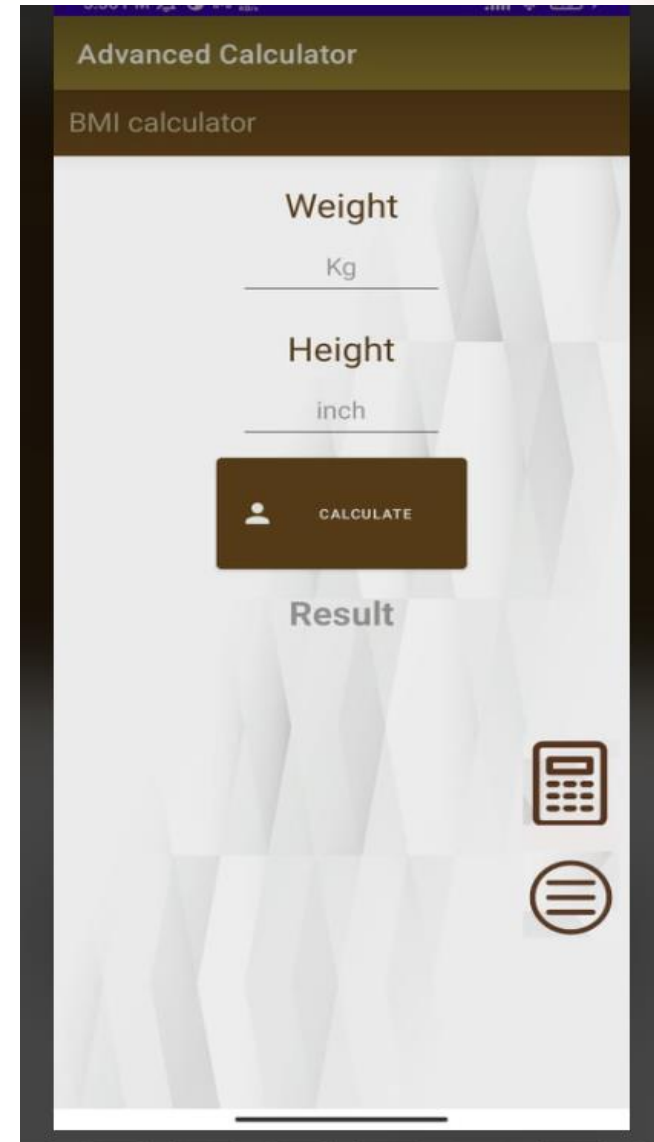 Advanced Calculator
BMI calculator
Weight
Kg
Height
inch
CALCULATE
Result